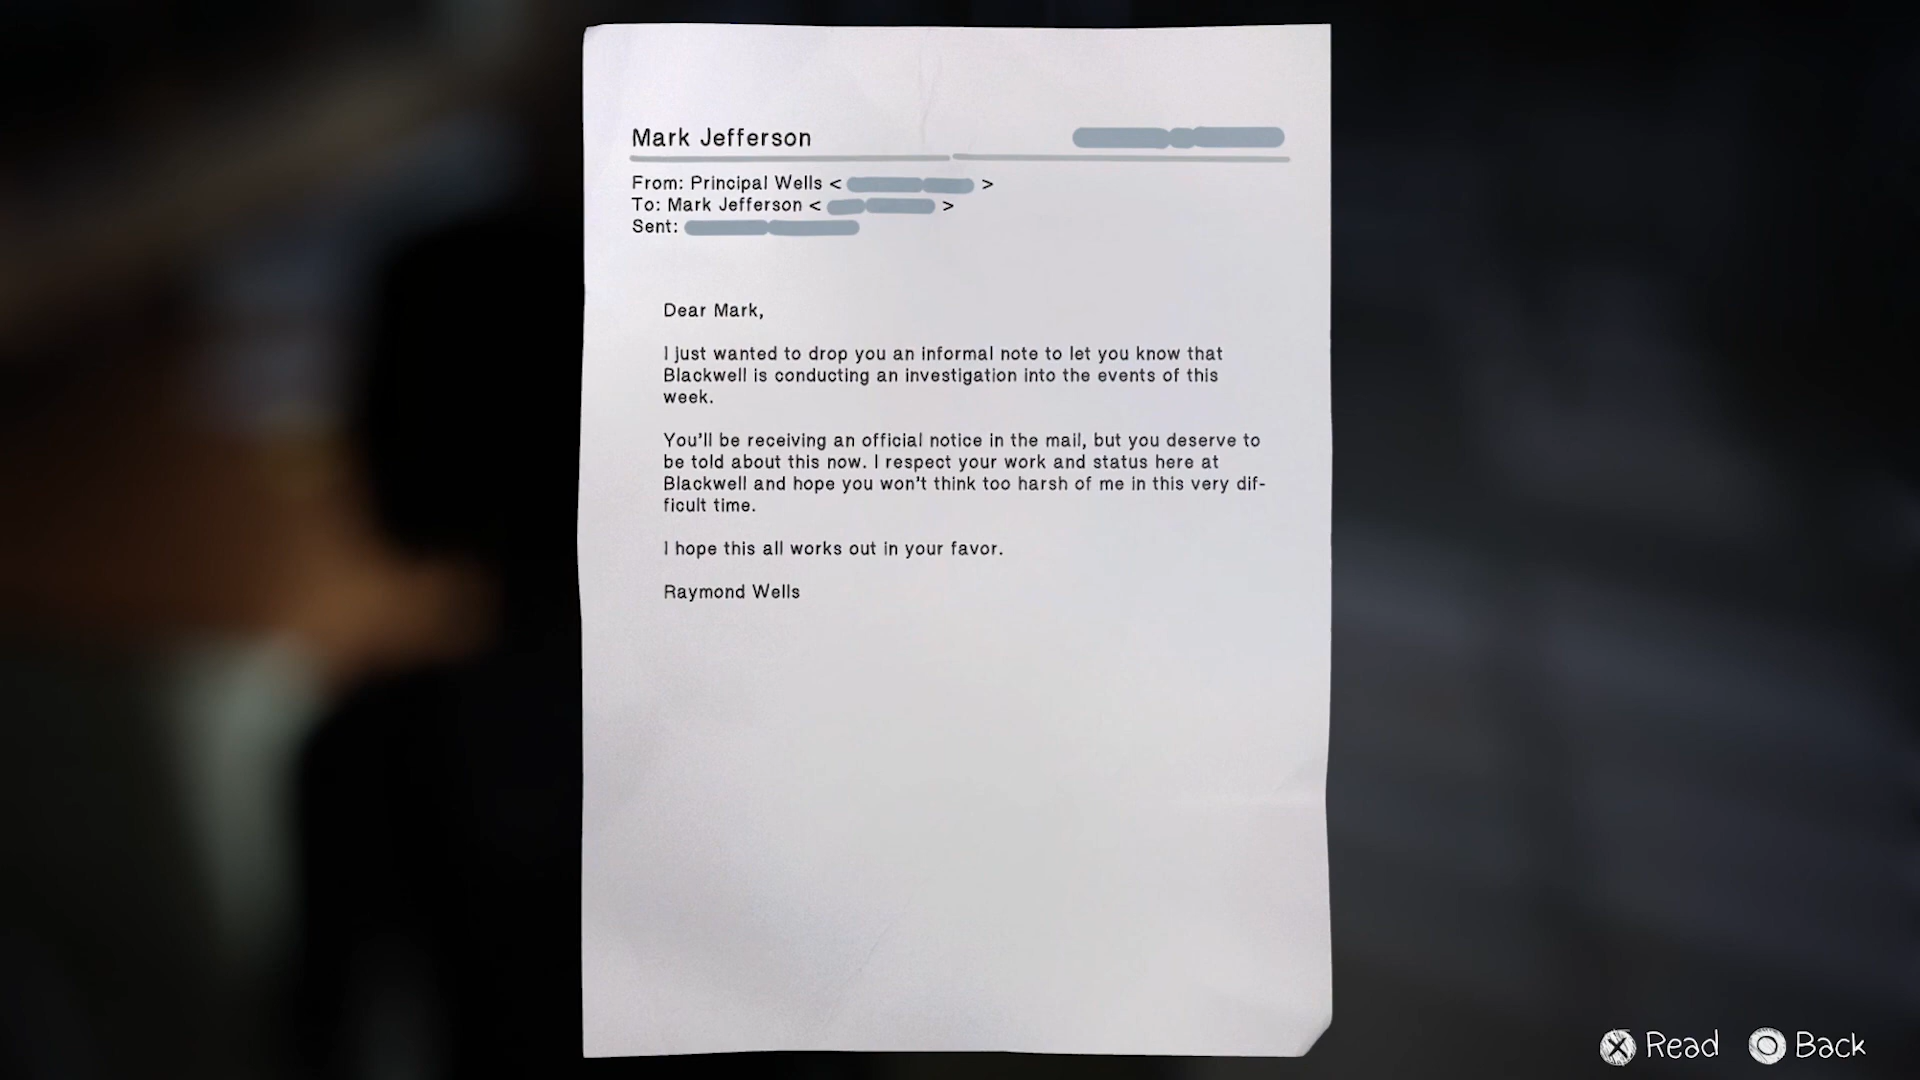 Mark Jefferson
From: Principal Wells < >
To: Mark Jefferson < >
Sent:
Dear Mark,
I just wanted to drop you an informal note to let you know that
Blackwell is conducting an investigation into the events of this
week.
You'll be receiving an official notice in the mail, but you deserve to
be told about this now. I respect your work and status here at
Blackwell and hope you won't think too harsh of me in this very dif-
ficult time.
I hope this all works out in your favor.
Raymond Wells
Read
Back